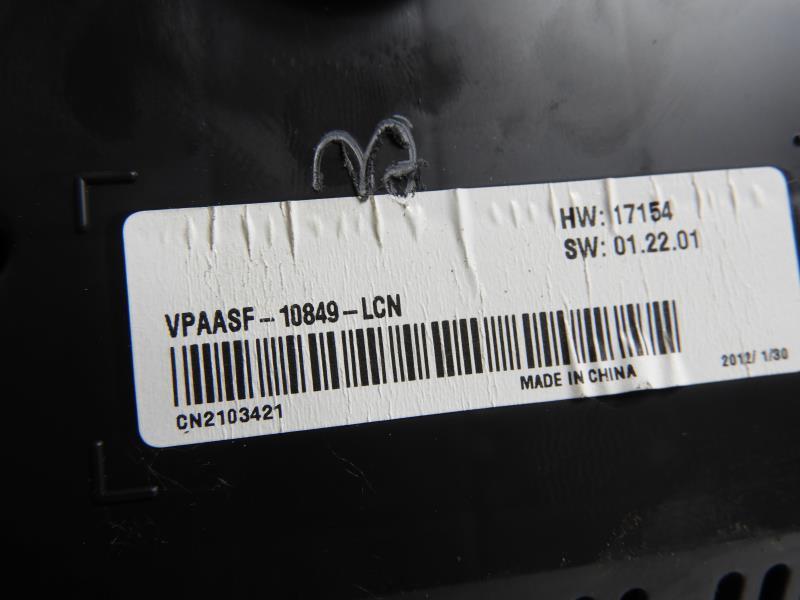 HW: 17154
SW: 01.22.01
VPAASF-10849-LCN
2012/ 1/30
MADE IN CHINA
CN2103421